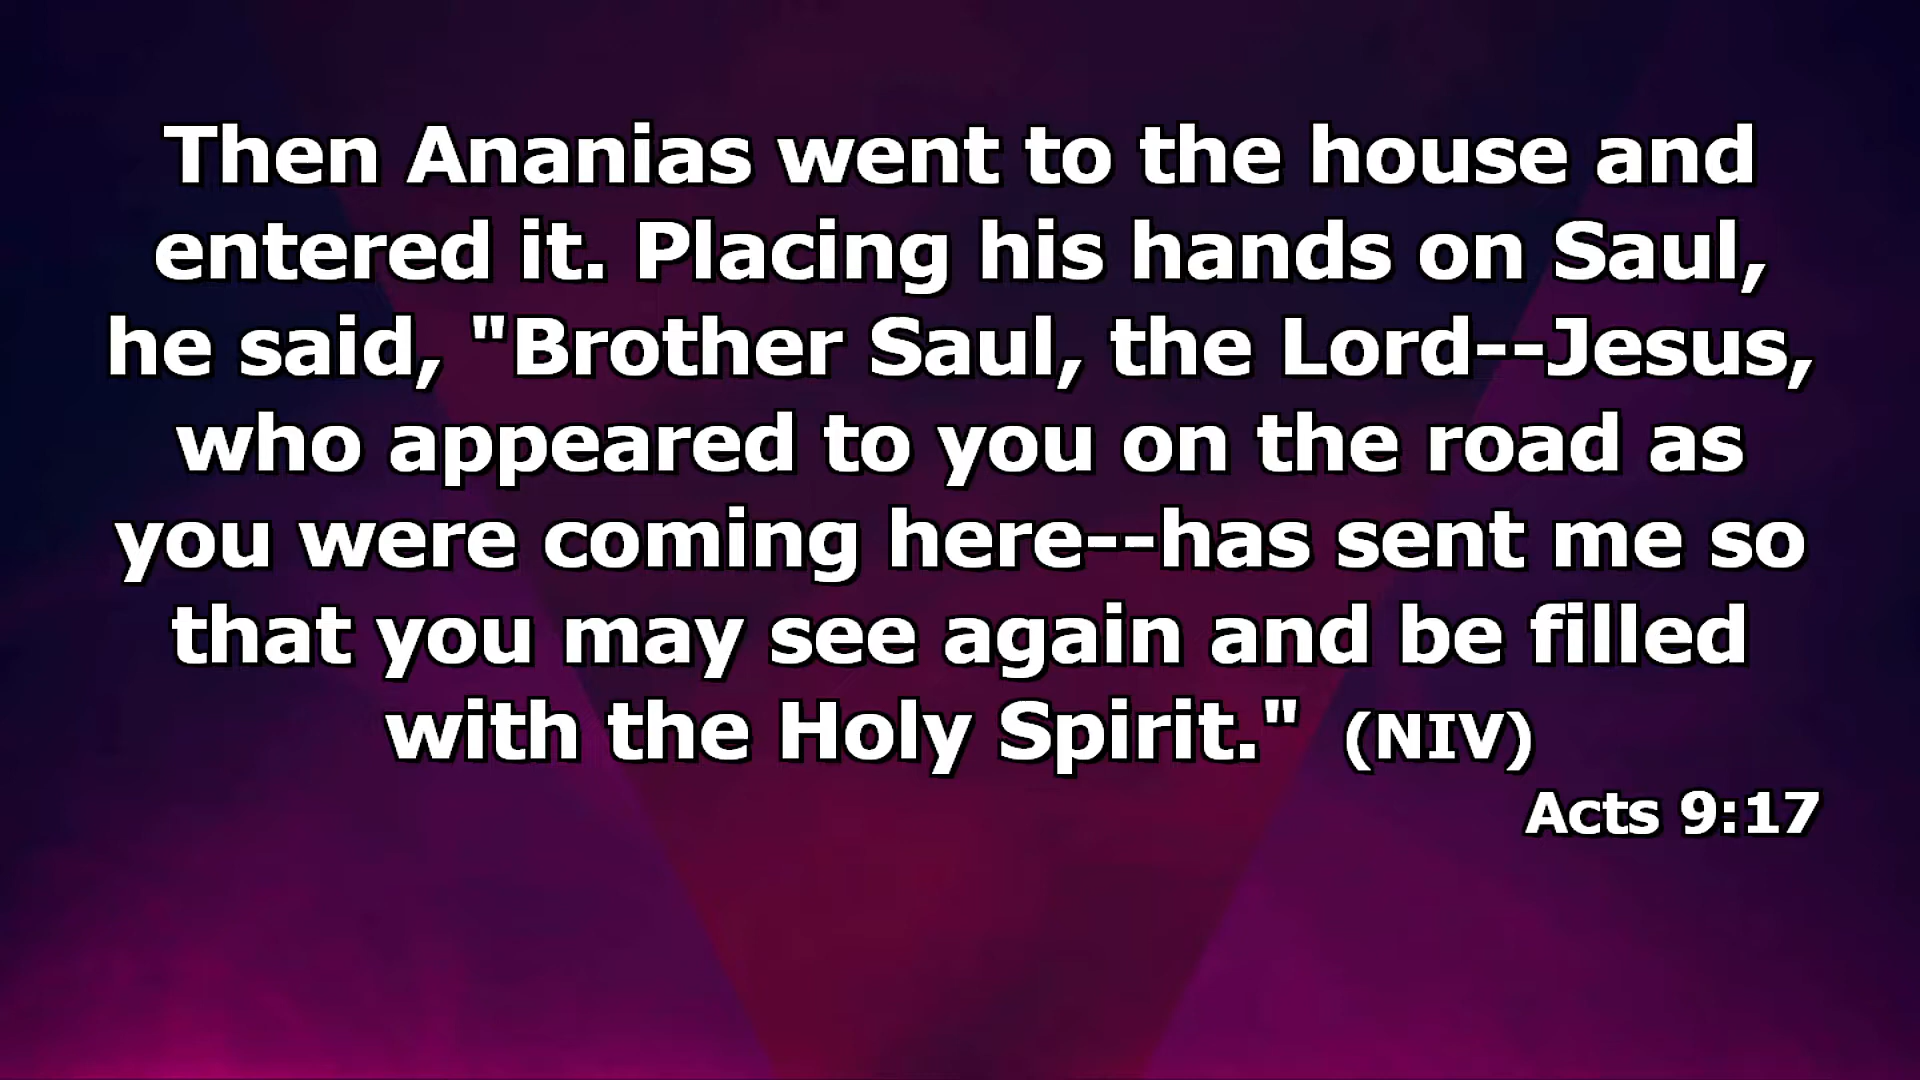 Then Ananias went to the house and
entered it. Placing his hands on Saul,
he said, "Brother Saul, the Lord--Jesus,
who appeared to you on the road as
you were coming here--has sent me so
that you may see again and be filled
with the Holy Spirit." (NIV)
Acts 9:17